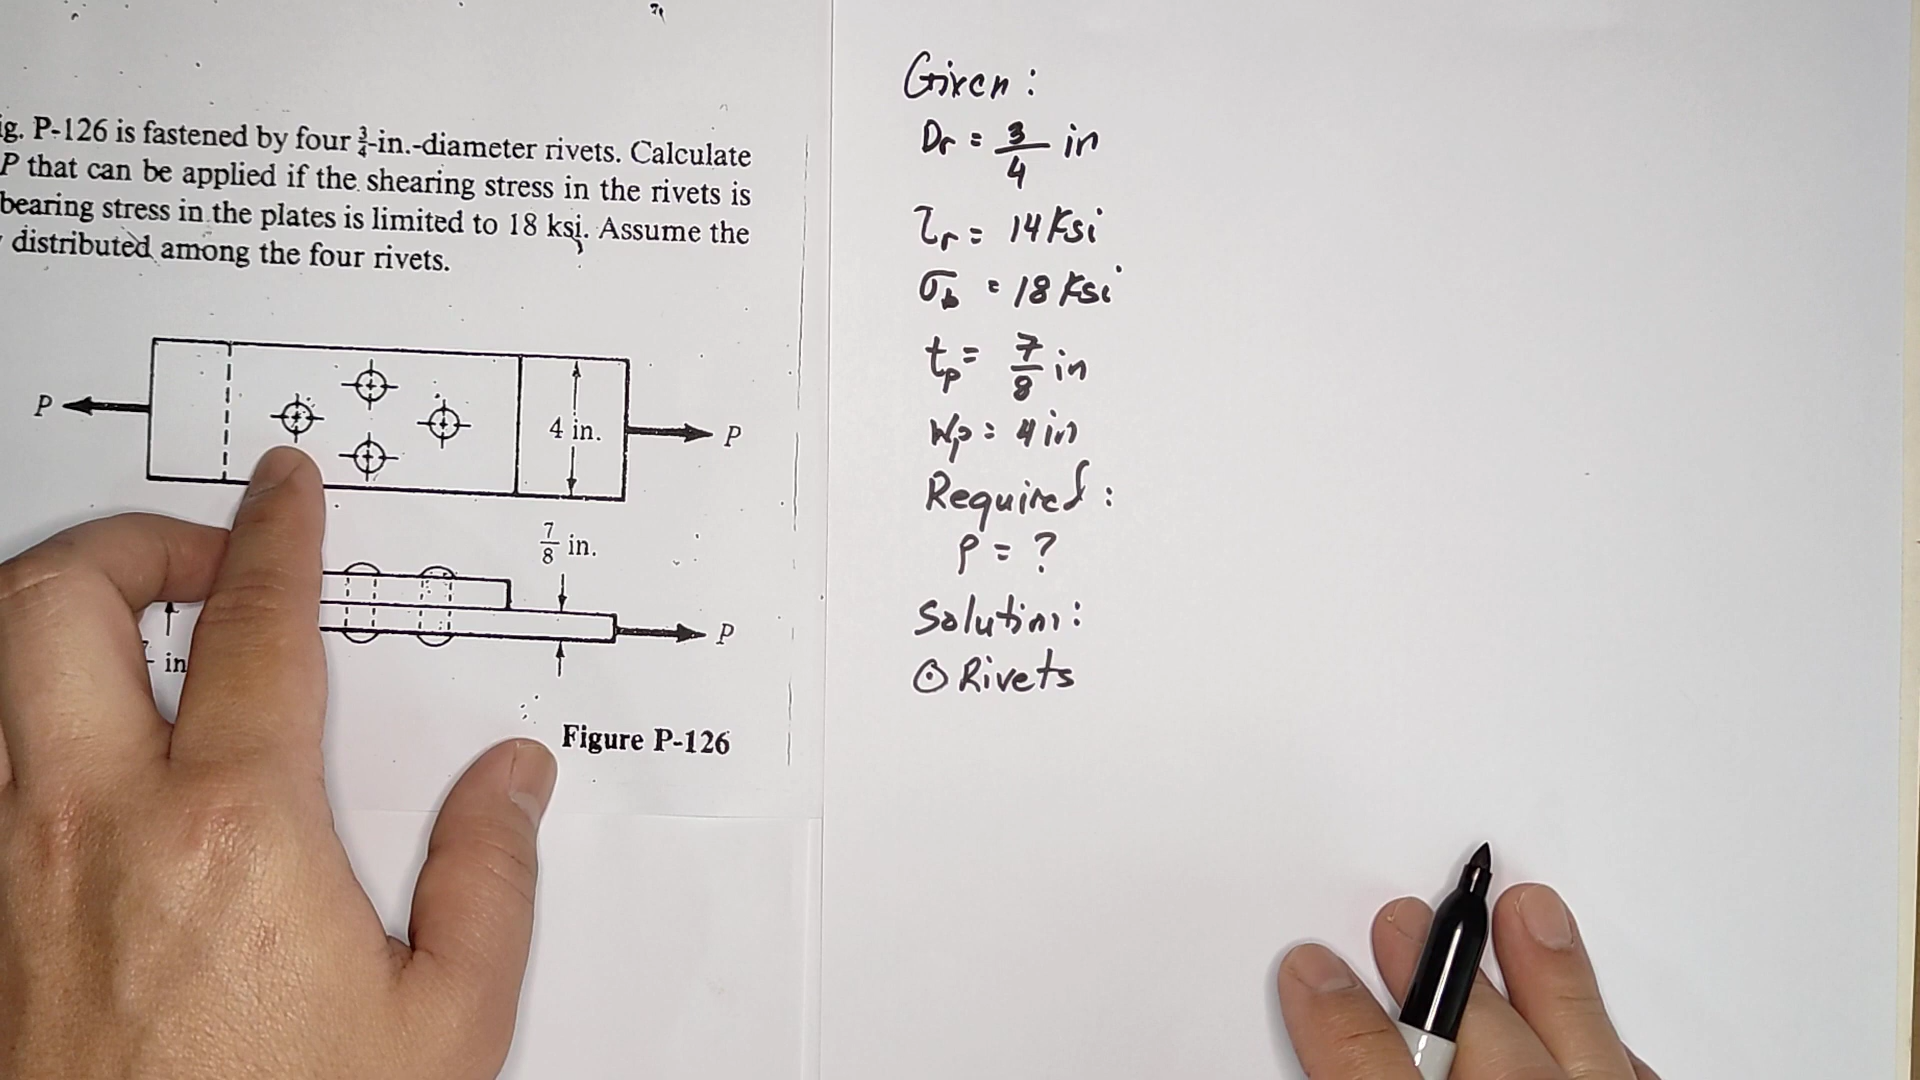 ig. P-126 is fastened by four 3/4-in.-diameter rivets. Calculate
P that can be applied if the shearing stress in the rivets is
bearing stress in the plates is limited to 18 ksi. Assume the
distributed among the four rivets.
P
4 in.
P
7/8 in.
P
in
Figure P-126
Given:
Dr = 3/4 in
τr = 14 Ksi
σb = 18 Ksi
tp = 7/8 in
Wp = 4 in
Required:
P = ?
Solution:
⊙ Rivets